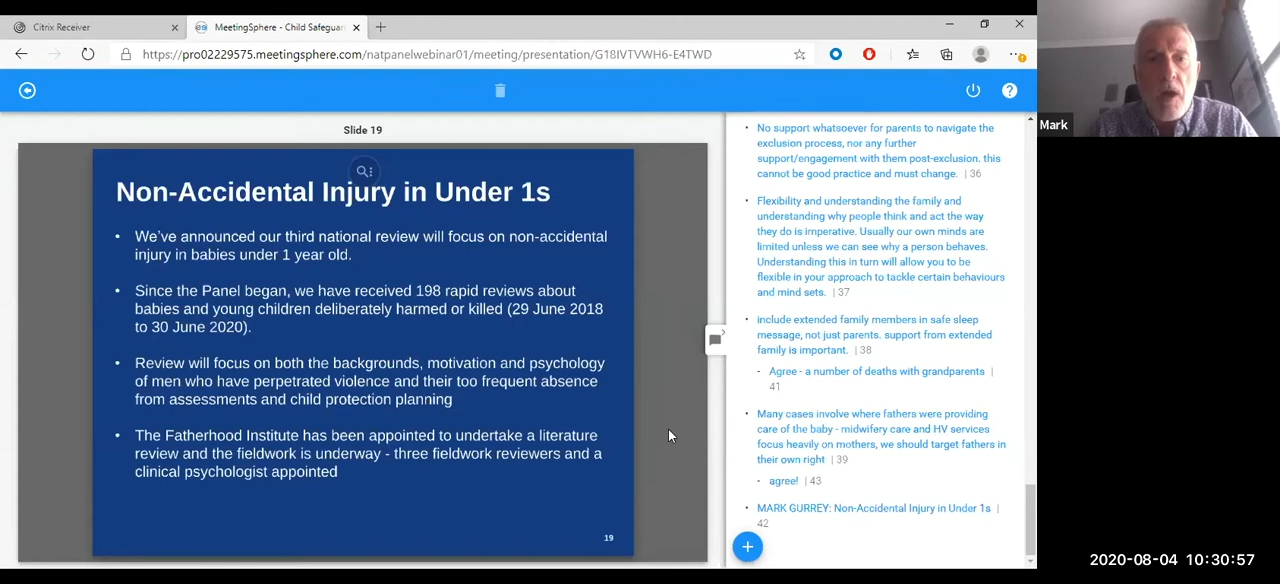 Citrix Receiver
MeetingSphere - Child Safeguar
https://pro02229575.meetingsphere.com/natpanelwebinar01/meeting/presentation/G18IVTVWH6-E4TWD
Slide 19
Non-Accidental Injury in Under 1s
• We've announced our third national review will focus on non-accidental
injury in babies under 1 year old.
• Since the Panel began, we have received 198 rapid reviews about
babies and young children deliberately harmed or killed (29 June 2018
to 30 June 2020).
• Review will focus on both the backgrounds, motivation and psychology
of men who have perpetrated violence and their too frequent absence
from assessments and child protection planning
• The Fatherhood Institute has been appointed to undertake a literature
review and the fieldwork is underway - three fieldwork reviewers and a
clinical psychologist appointed
19
• No support whatsoever for parents to navigate the
exclusion process, nor any further
support/engagement with them post-exclusion. this
cannot be good practice and must change. | 36
• Flexibility and understanding the family and
understanding why people think and act the way
they do is imperative. Usually our own minds are
limited unless we can see why a person behaves.
Understanding this in turn will allow you to be
flexible in your approach to tackle certain behaviours
and mind sets. | 37
• include extended family members in safe sleep
message, not just parents. support from extended
family is important. | 38
- Agree - a number of deaths with grandparents |
41
• Many cases involve where fathers were providing
care of the baby - midwifery care and HV services
focus heavily on mothers, we should target fathers in
their own right | 39
- agree! | 43
• MARK GURREY: Non-Accidental Injury in Under 1s |
42
Mark
2020-08-04 10:30:57